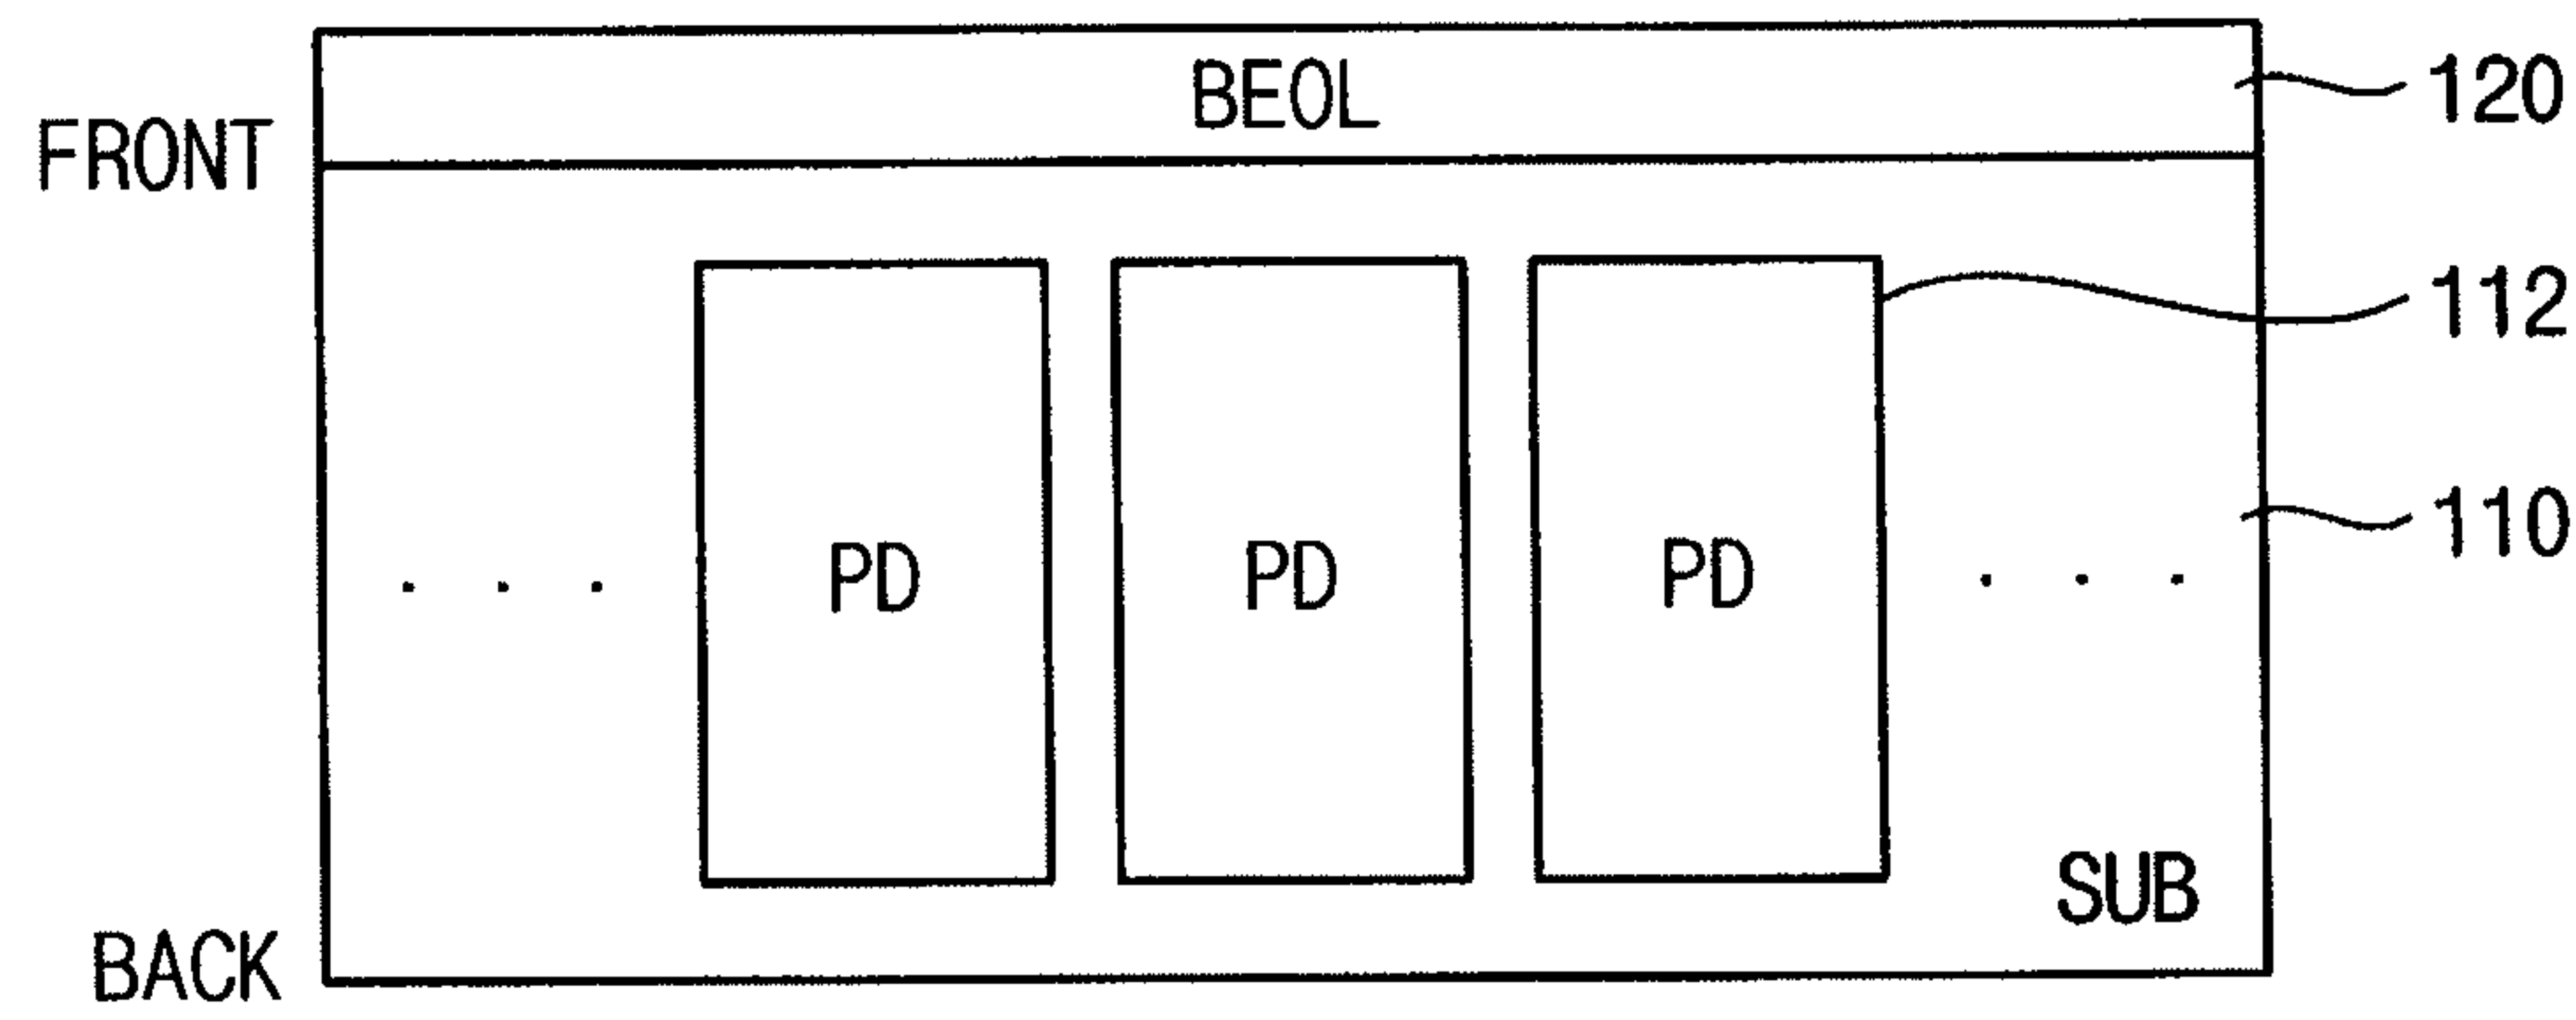 BEOL
120
FRONT
112
110
. . . PD PD PD . . .
SUB
BACK